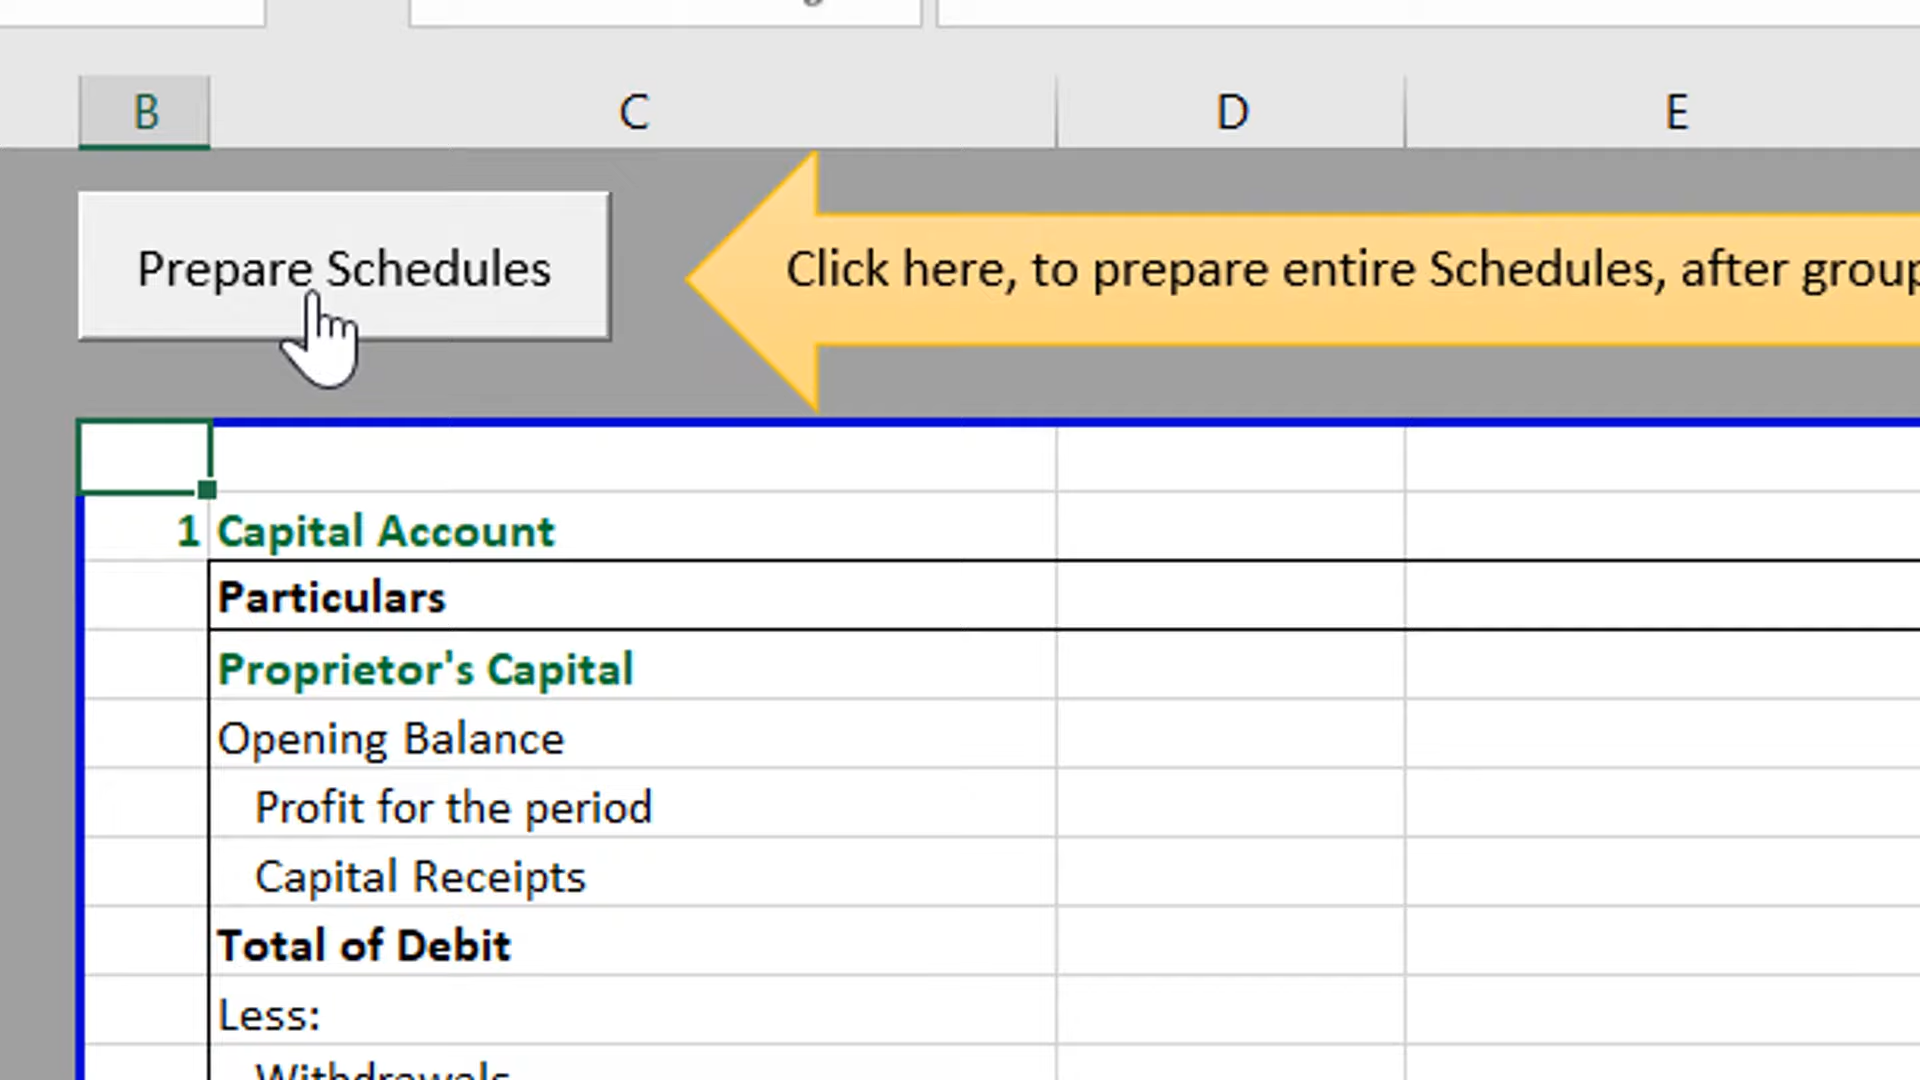 B C D E
Prepare Schedules
Click here, to prepare entire Schedules, after
1 Capital Account
Particulars
Proprietor's Capital
Opening Balance
Profit for the period
Capital Receipts
Total of Debit
Less:
Withdrawals